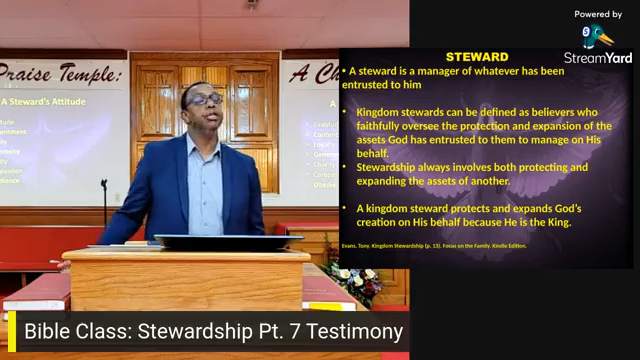 Powered by
StreamYard
Praise Temple:
A Ch
A Steward's Attitude
STEWARD
• A steward is a manager of whatever has been
entrusted to him
• Kingdom stewards can be defined as believers who
faithfully oversee the protection and expansion of the
assets God has entrusted to them to manage on His
behalf.
• Stewardship always involves both protecting and
expanding the assets of another.
• A kingdom steward protects and expands God's
creation on His behalf because He is the King.
Evans, Tony. Kingdom Stewardship (p. 13). Focus on the Family. Kindle Edition.
Bible Class: Stewardship Pt. 7 Testimony